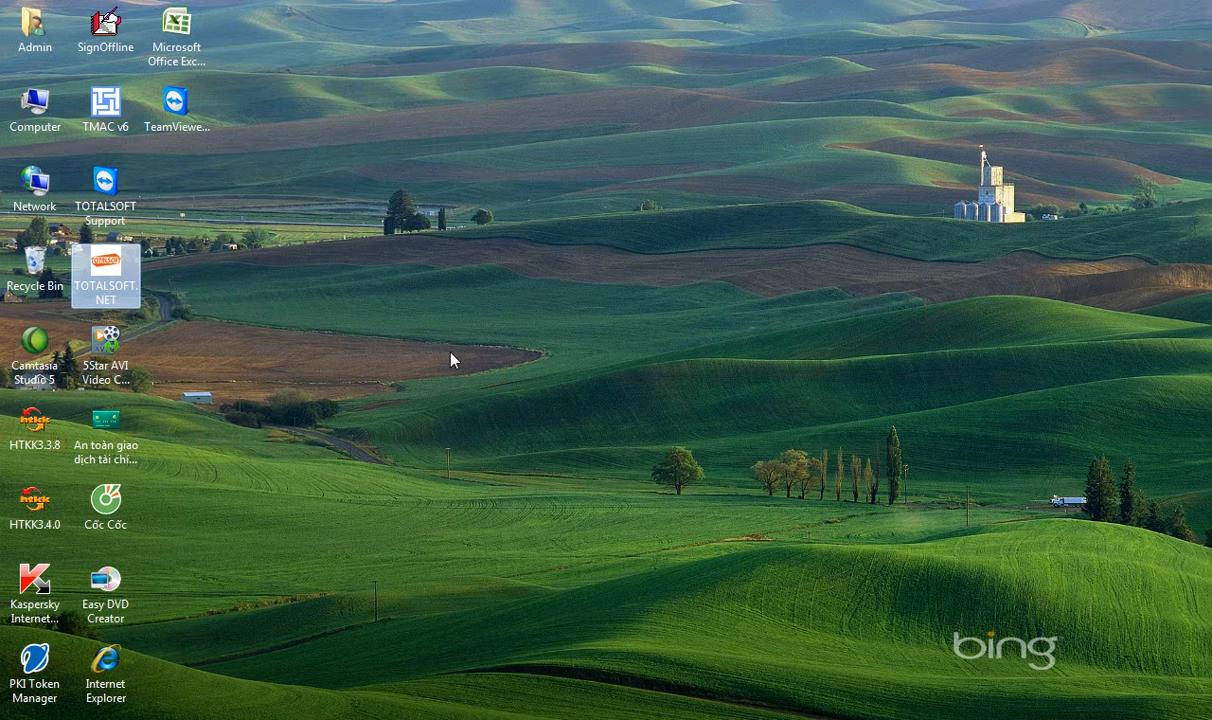 Admin
SignOffline
Microsoft
Office Exc...
Computer
TMAC v6
TeamViewe...
Network
TOTALSOFT
Support
Recycle Bin
TOTALSOFT.
NET
Camtasia
Studio 5
5Star AVI
Video C...
htkk
HTKK3.3.8
An toàn giao
dịch tài chí...
htkk
HTKK3.4.0
Cốc Cốc
Kaspersky
Internet...
Easy DVD
Creator
PKI Token
Manager
Internet
Explorer
bing